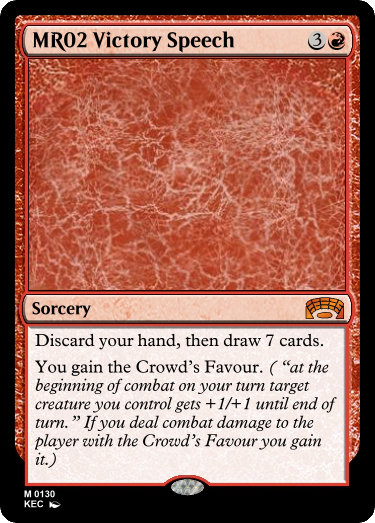 MR02 Victory Speech 3
Sorcery
Discard your hand, then draw 7 cards.
You gain the Crowd's Favour. ( "at the
beginning of combat on your turn target
creature you control gets +1/+1 until end of
turn." If you deal combat damage to the
player with the Crowd's Favour you gain
it.)
M 0130
KEC